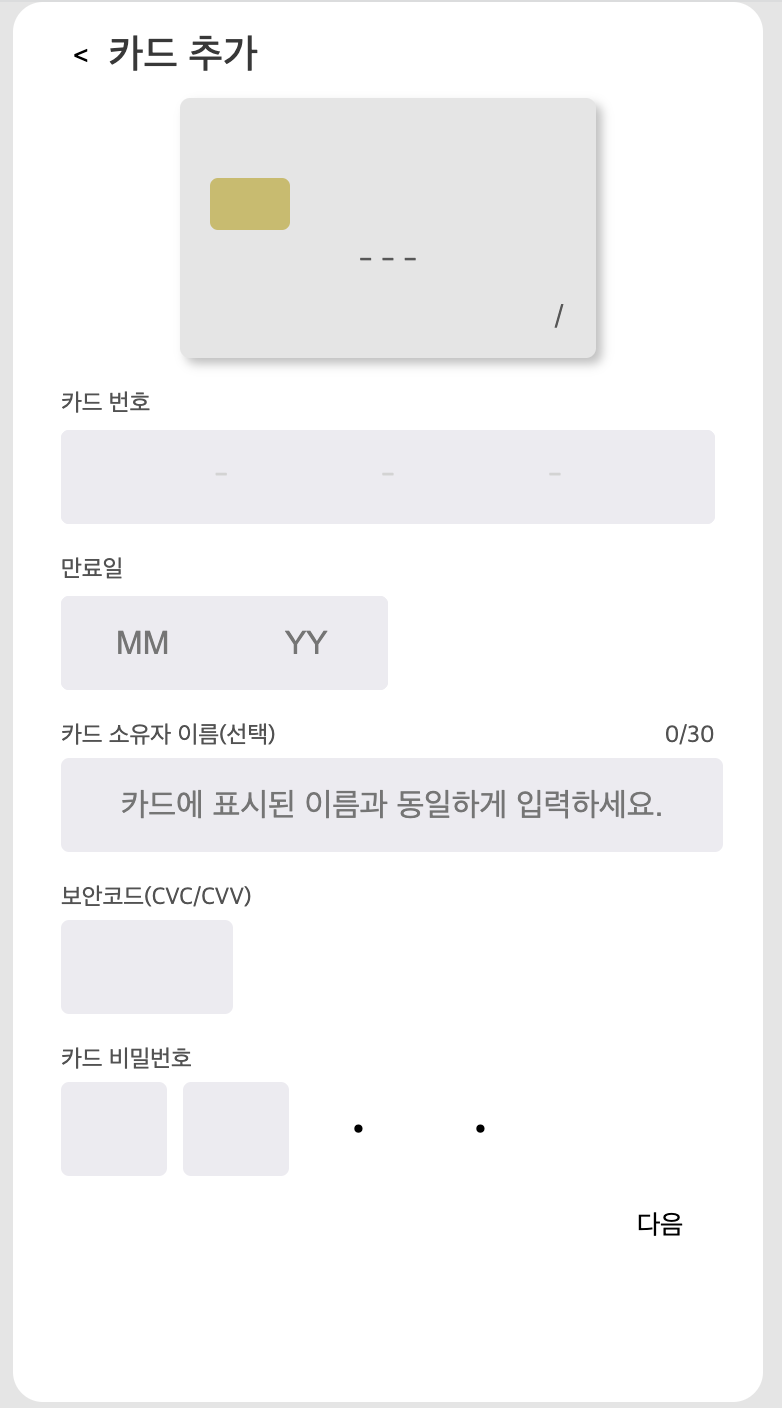 < 카드 추가
- - -
/
카드 번호
- - -
만료일
MM YY
카드 소유자 이름(선택) 0/30
카드에 표시된 이름과 동일하게 입력하세요.
보안코드(CVC/CVV)
카드 비밀번호
• •
다음